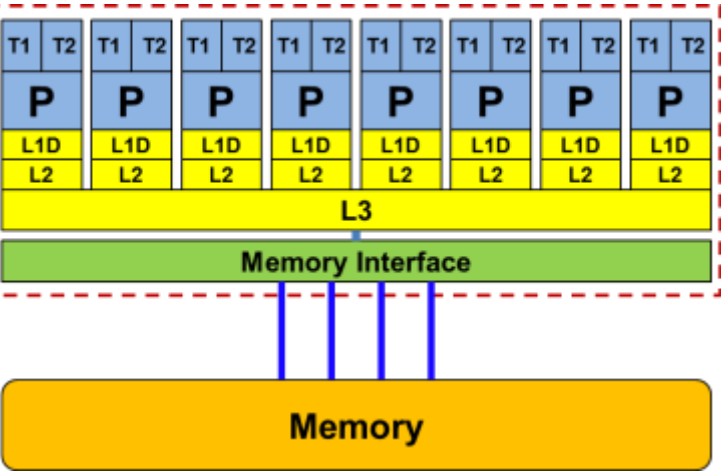 T1 T2 T1 T2 T1 T2 T1 T2 T1 T2 T1 T2 T1 T2 T1 T2
P P P P P P P P
L1D L1D L1D L1D L1D L1D L1D L1D
L2 L2 L2 L2 L2 L2 L2 L2
L3
Memory Interface
Memory